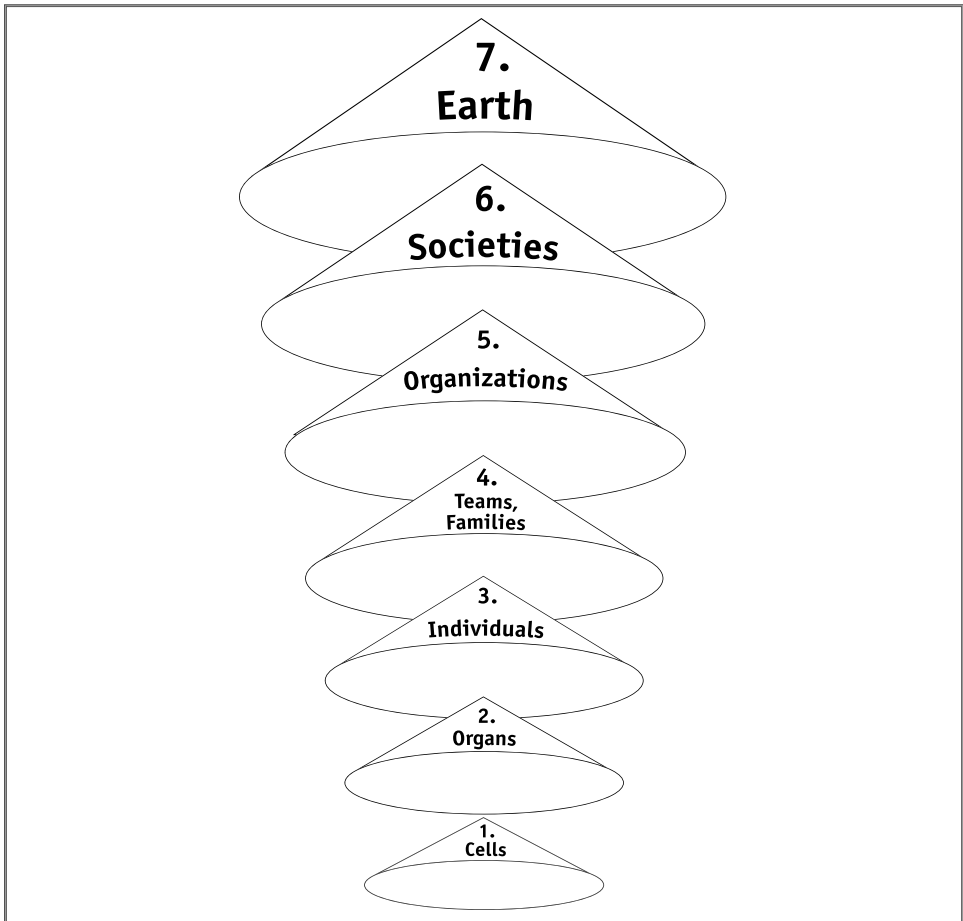 7.
Earth
6.
Societies
5.
Organizations
4.
Teams,
Families
3.
Individuals
2.
Organs
1.
Cells